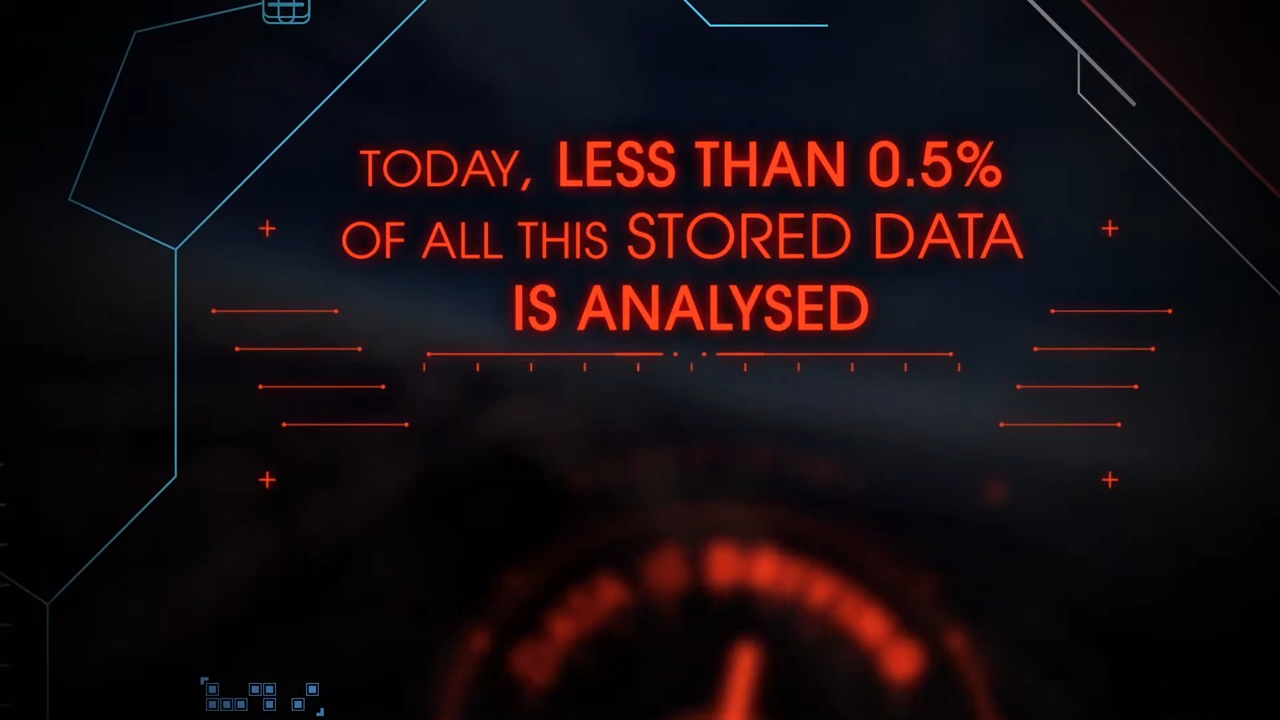 TODAY, LESS THAN 0.5%
OF ALL THIS STORED DATA
IS ANALYSED